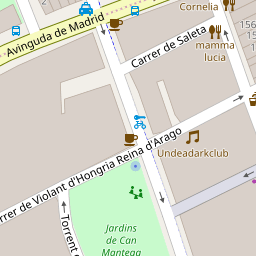 Avinguda de Madrid
Cornelia
Carrer de Saleta
mamma
lucia
Undeadarkclub
rrer de Violant d'Hongria Reina d'Arago
Torrent
Jardins
de Can
Mantega